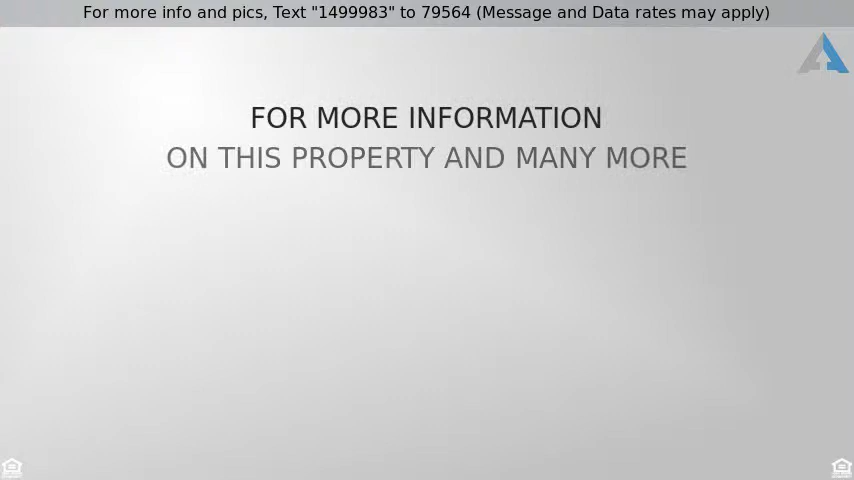 For more info and pics, Text "1499983" to 79564 (Message and Data rates may apply)
FOR MORE INFORMATION
ON THIS PROPERTY AND MANY MORE